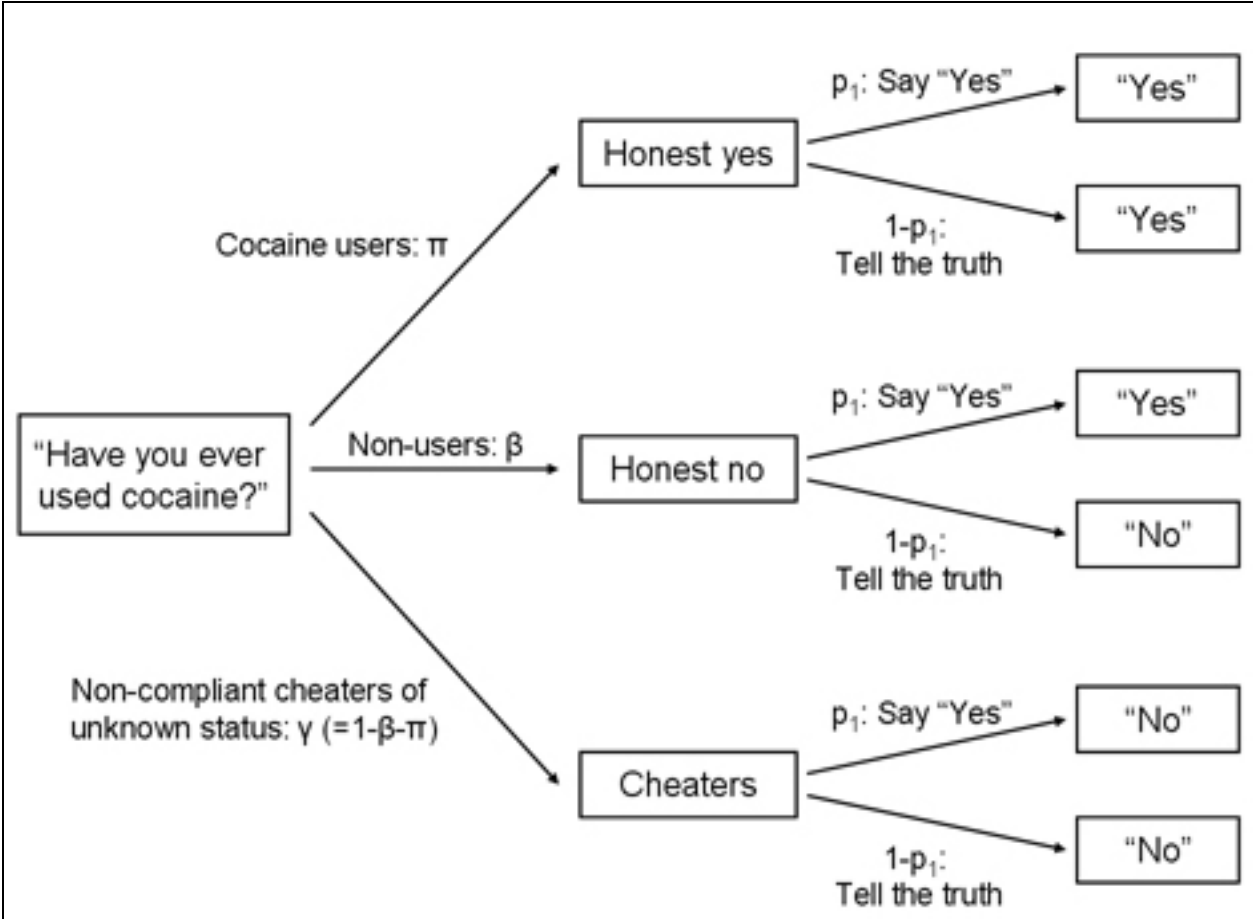 p₁: Say “Yes”
“Yes”
Honest yes
“Yes”
1-p₁:
Tell the truth
Cocaine users: π
“Have you ever
used cocaine?”
Non-users: β
p₁: Say “Yes”
“Yes”
Honest no
“No”
1-p₁:
Tell the truth
Non-compliant cheaters of
unknown status: γ (=1-β-π)
p₁: Say “Yes”
“No”
Cheaters
“No”
1-p₁:
Tell the truth